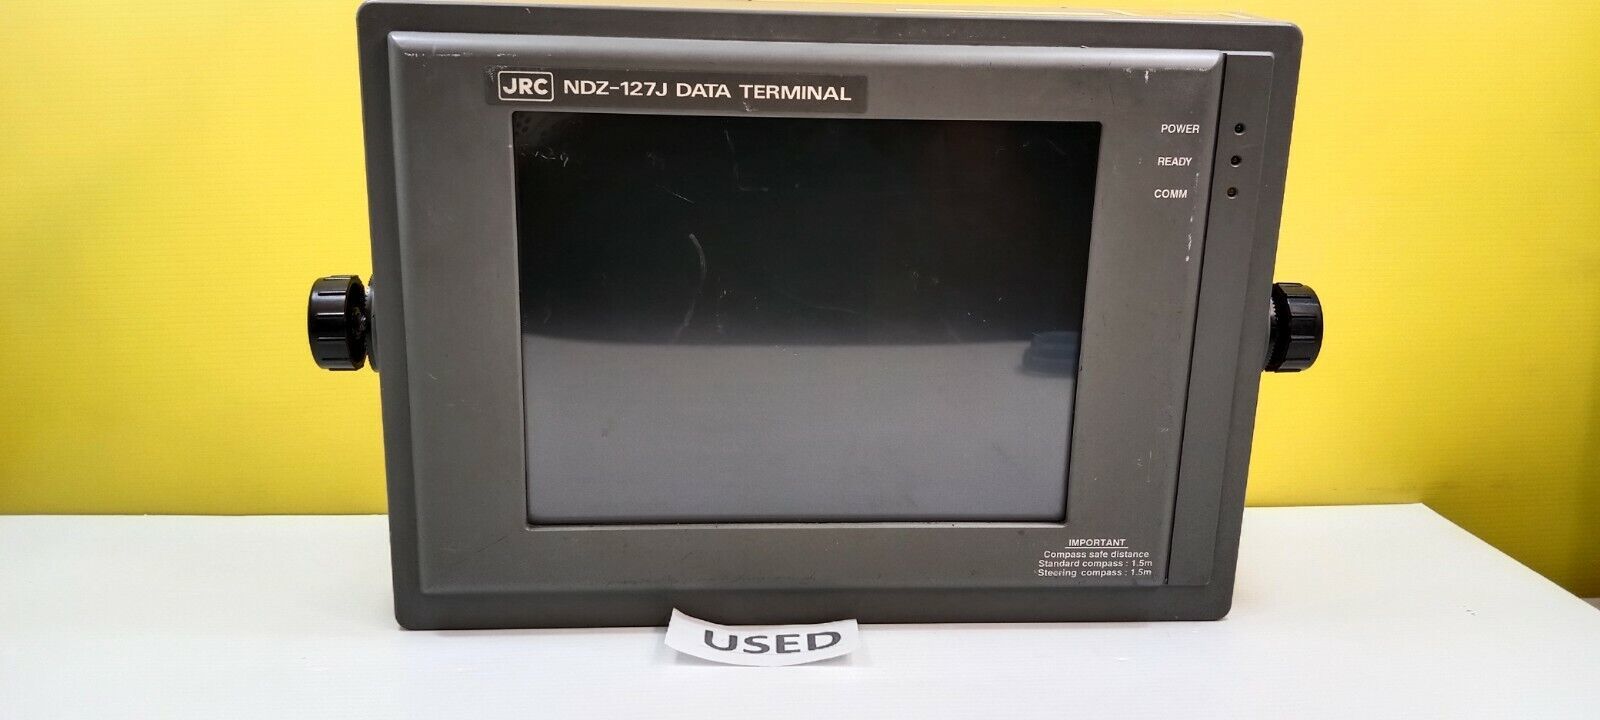 JRC NDZ-127J DATA TERMINAL
POWER
READY
COMM
IMPORTANT
Compass safe distance
Standard compass : 1.5m
Steering compass : 1.5m
USED